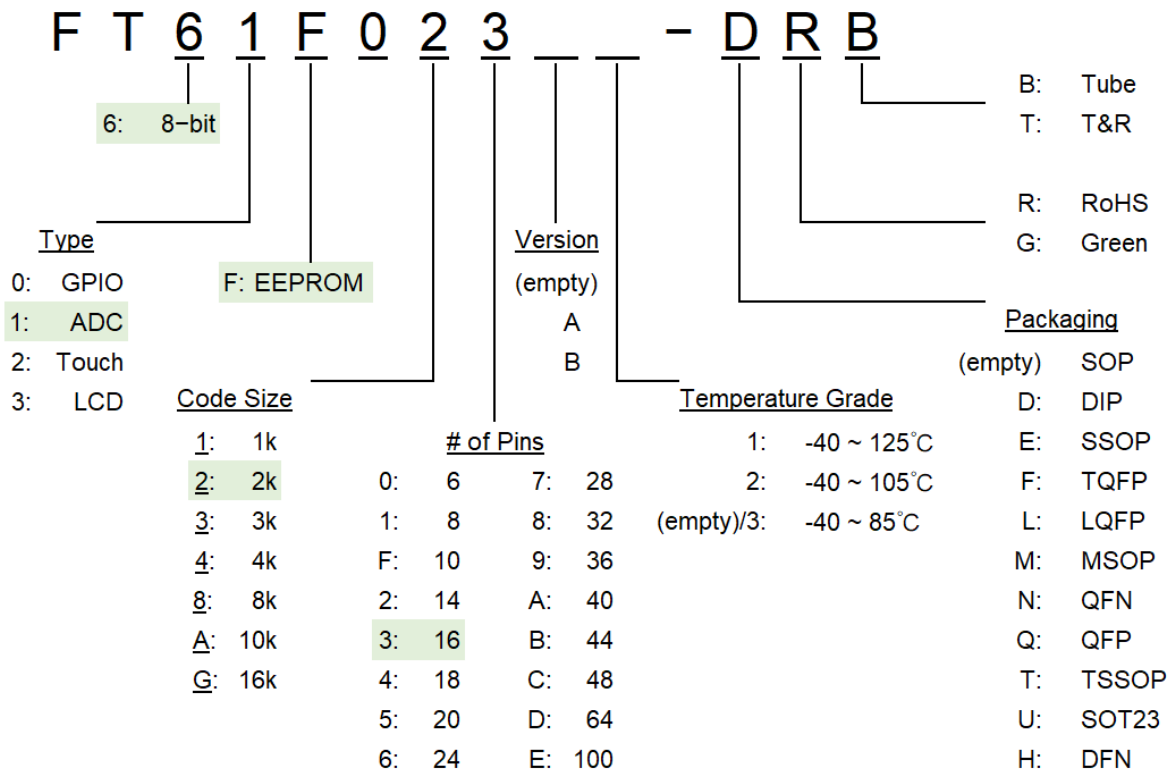 F T 6 1 F 0 2 3 _ _ - D R B
6: 8-bit
B: Tube
T: T&R
R: RoHS
G: Green
Type
0: GPIO
1: ADC
2: Touch
3: LCD
F: EEPROM
Version
(empty)
A
B
Packaging
(empty) SOP
D: DIP
E: SSOP
F: TQFP
L: LQFP
M: MSOP
N: QFN
Q: QFP
T: TSSOP
U: SOT23
H: DFN
Code Size
1: 1k
2: 2k
3: 3k
4: 4k
8: 8k
A: 10k
G: 16k
# of Pins
0: 6 7: 28
1: 8 8: 32
F: 10 9: 36
2: 14 A: 40
3: 16 B: 44
4: 18 C: 48
5: 20 D: 64
6: 24 E: 100
Temperature Grade
1: -40 ~ 125°C
2: -40 ~ 105°C
(empty)/3: -40 ~ 85°C